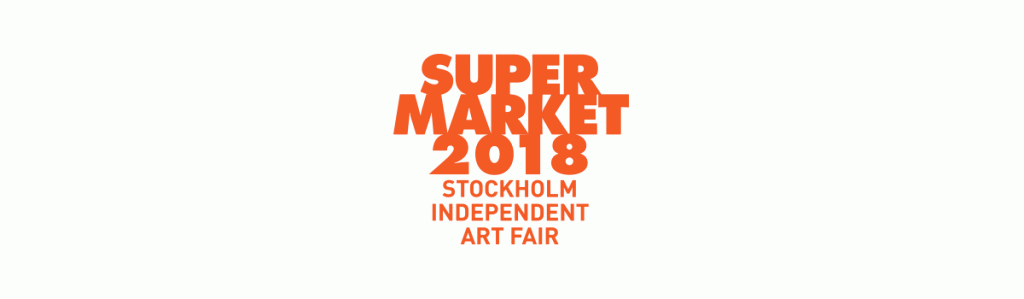 SUPER
MARKET
2018
STOCKHOLM
INDEPENDENT
ART FAIR